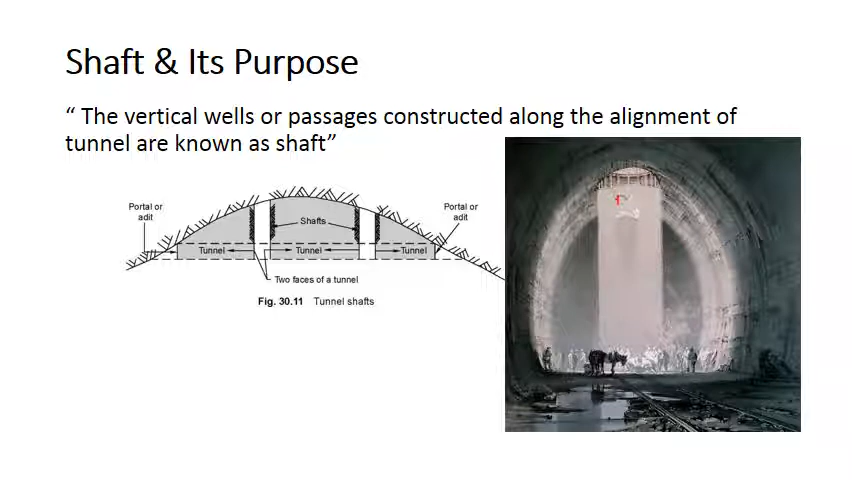 Shaft & Its Purpose
“ The vertical wells or passages constructed along the alignment of
tunnel are known as shaft”
Portal or
adit
Shafts
Portal or
adit
Tunnel
Tunnel
Tunnel
Two faces of a tunnel
Fig. 30.11 Tunnel shafts